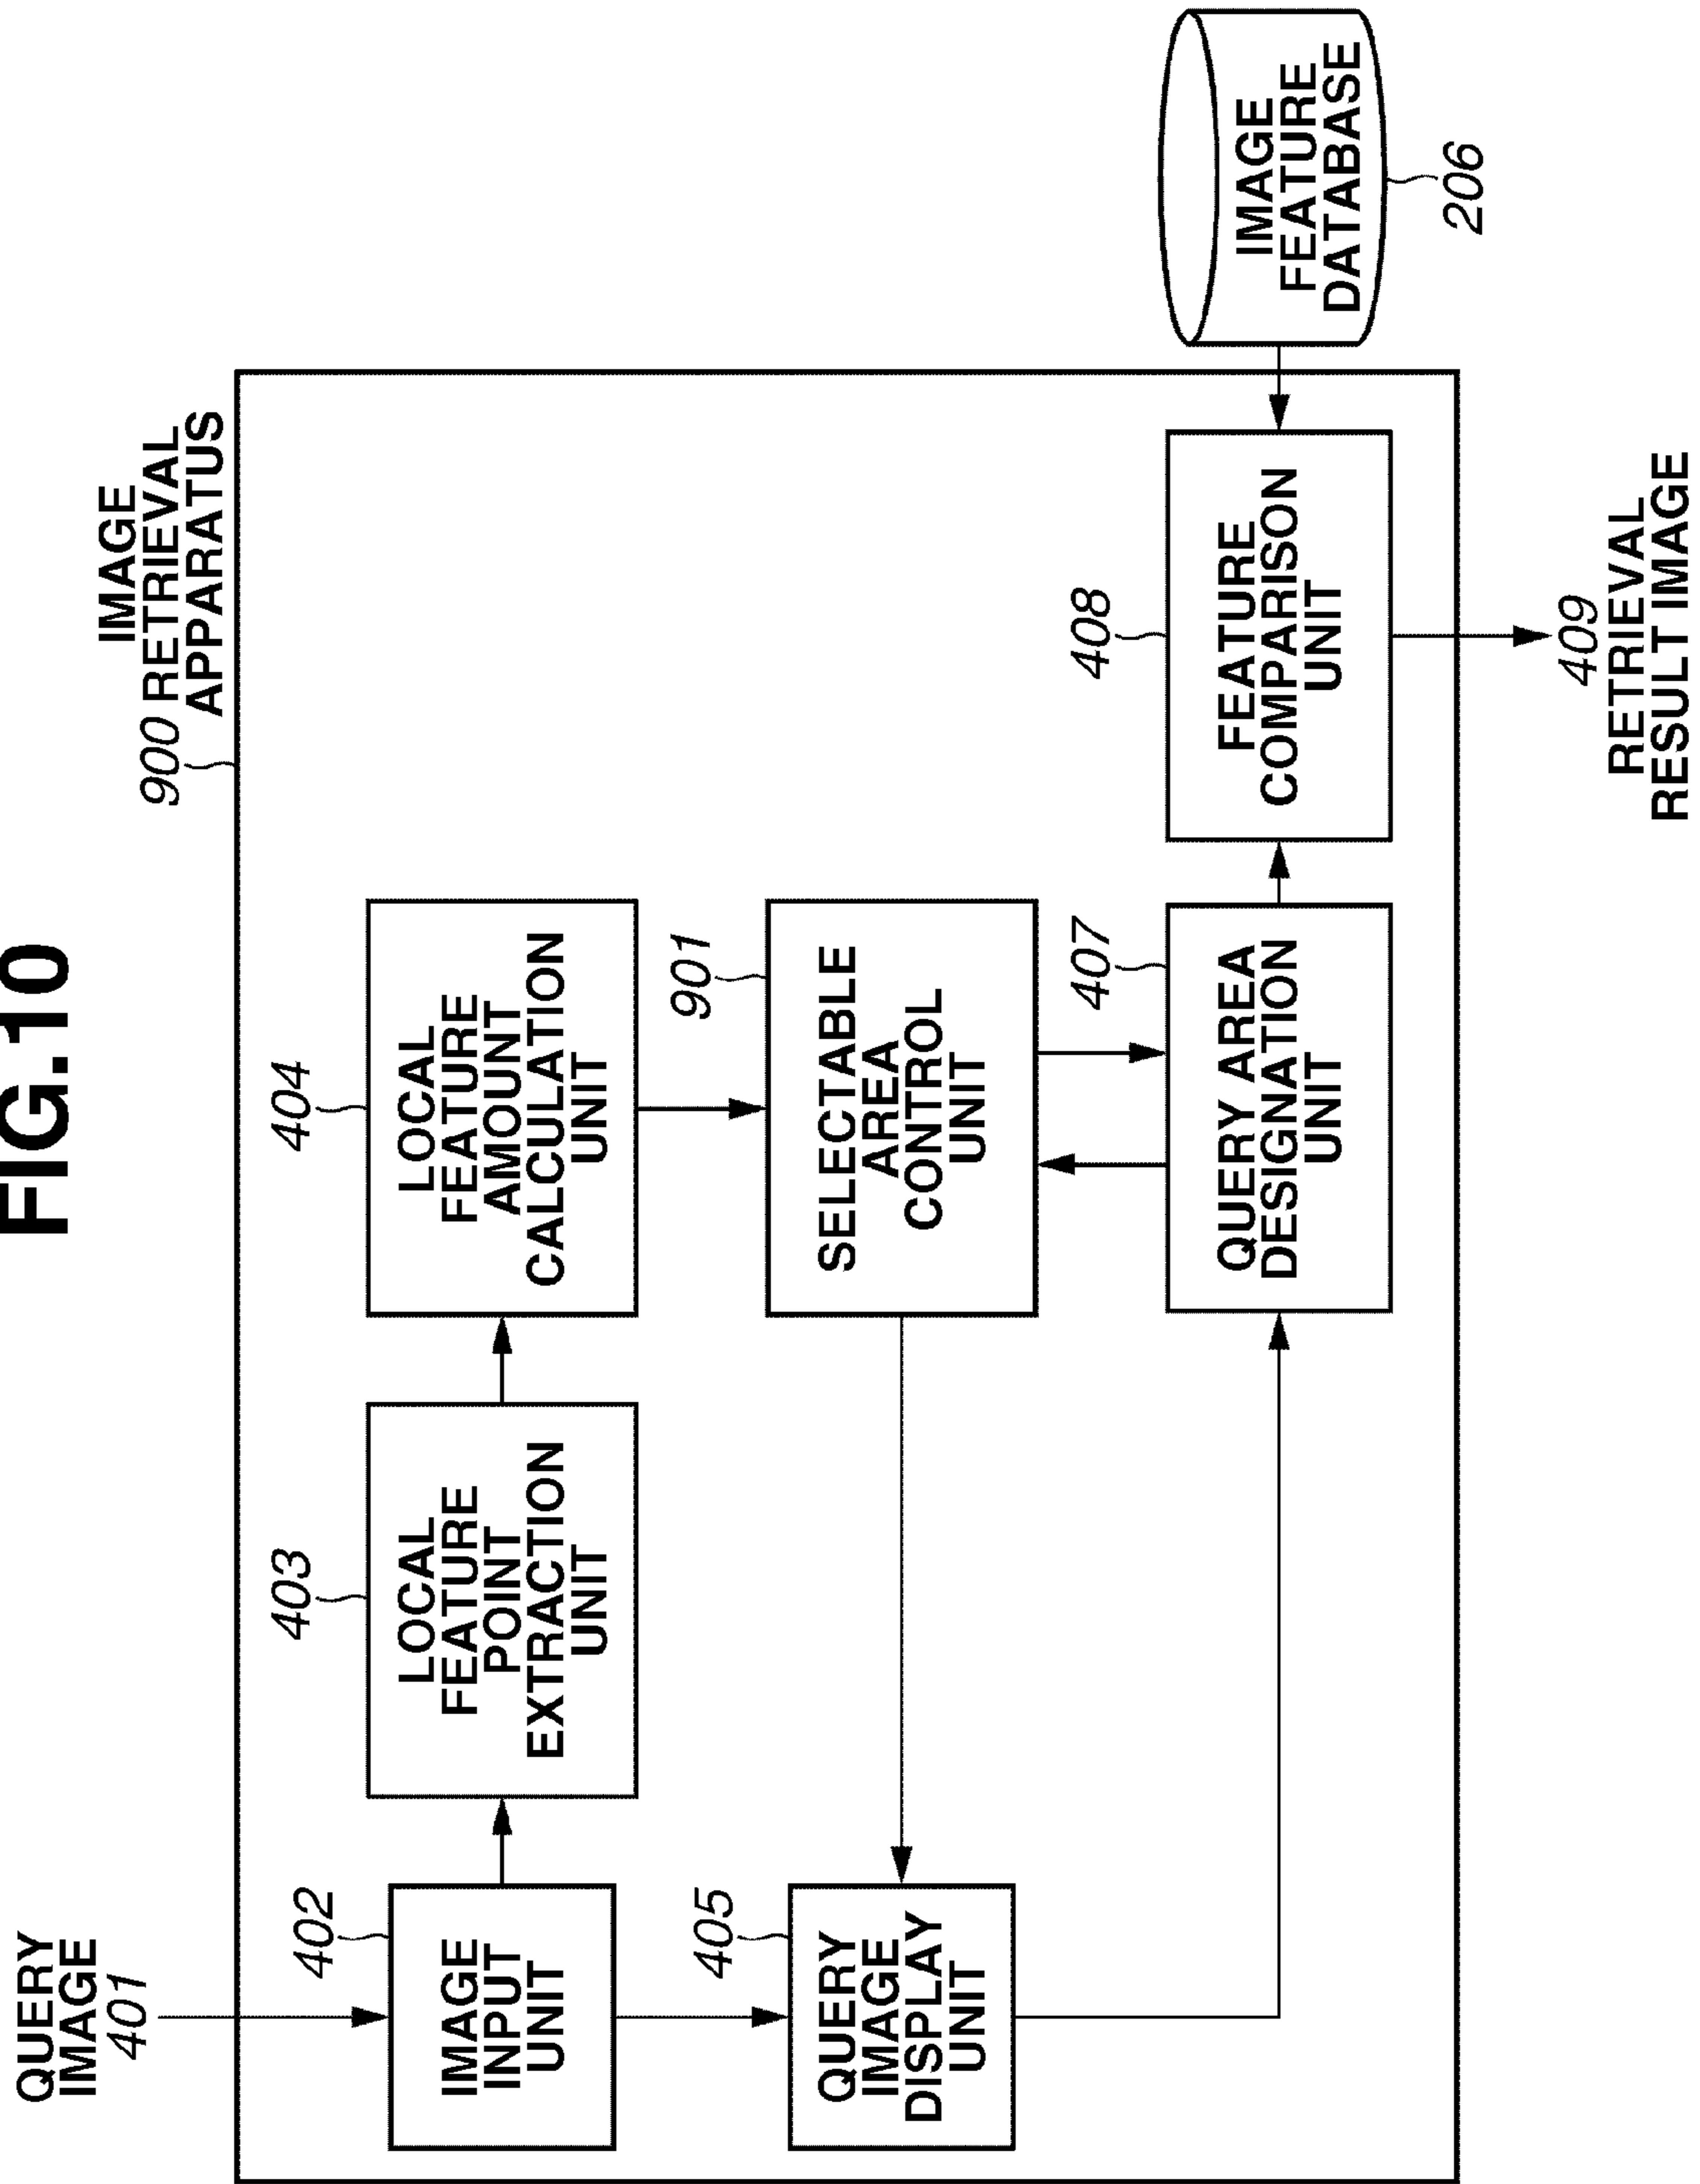 FIG.10
IMAGE
900 RETRIEVAL
APPARATUS
QUERY
IMAGE
401
402
IMAGE
INPUT
UNIT
403
LOCAL
FEATURE
POINT
EXTRACTION
UNIT
404
LOCAL
FEATURE
AMOUNT
CALCULATION
UNIT
405
QUERY
IMAGE
DISPLAY
UNIT
901
SELECTABLE
AREA
CONTROL
UNIT
407
QUERY AREA
DESIGNATION
UNIT
408
FEATURE
COMPARISON
UNIT
IMAGE
FEATURE
DATABASE
206
409
RETRIEVAL
RESULT IMAGE